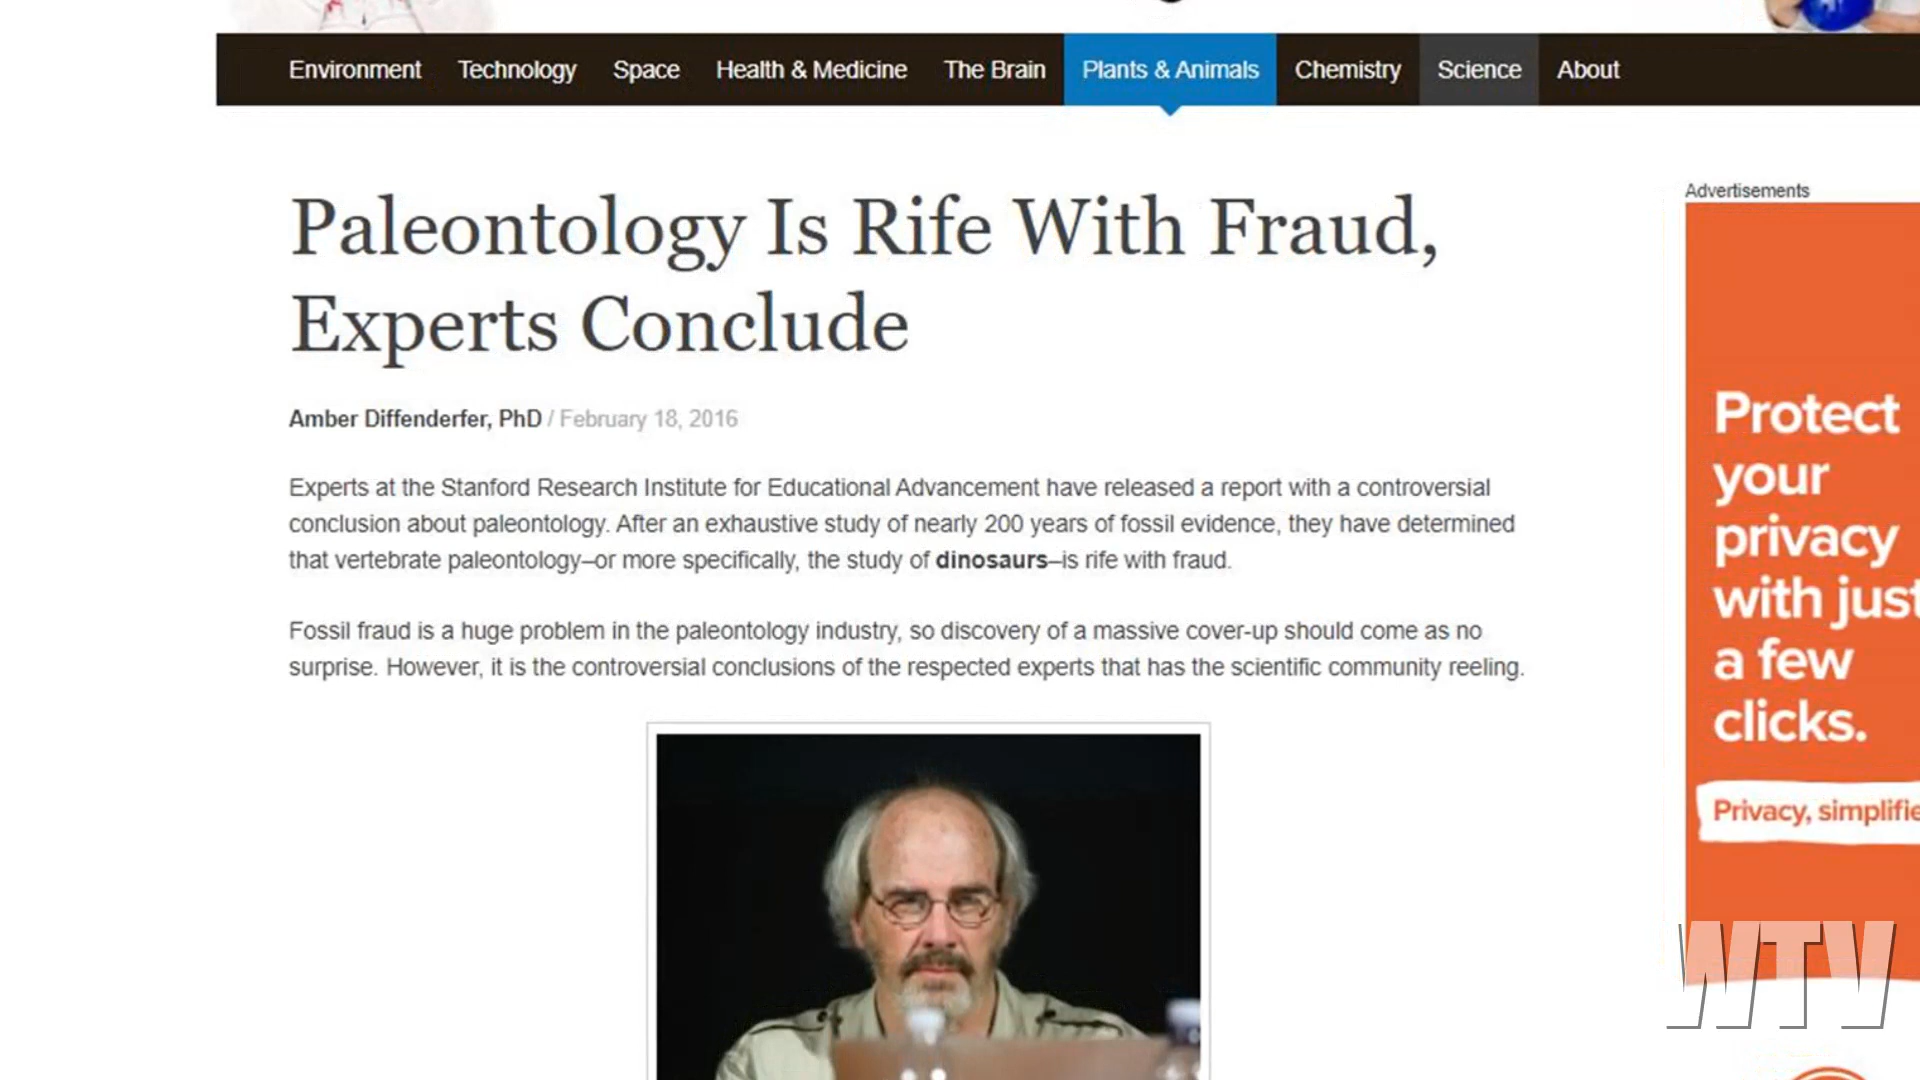 Environment Technology Space Health & Medicine The Brain Plants & Animals Chemistry Science About
Paleontology Is Rife With Fraud,
Experts Conclude
Amber Diffenderfer, PhD / February 18, 2016
Experts at the Stanford Research Institute for Educational Advancement have released a report with a controversial
conclusion about paleontology. After an exhaustive study of nearly 200 years of fossil evidence, they have determined
that vertebrate paleontology–or more specifically, the study of dinosaurs–is rife with fraud.
Fossil fraud is a huge problem in the paleontology industry, so discovery of a massive cover-up should come as no
surprise. However, it is the controversial conclusions of the respected experts that has the scientific community reeling.
Advertisements
Protect
your
privacy
with just
a few
clicks.
Privacy, simplifie
WTV